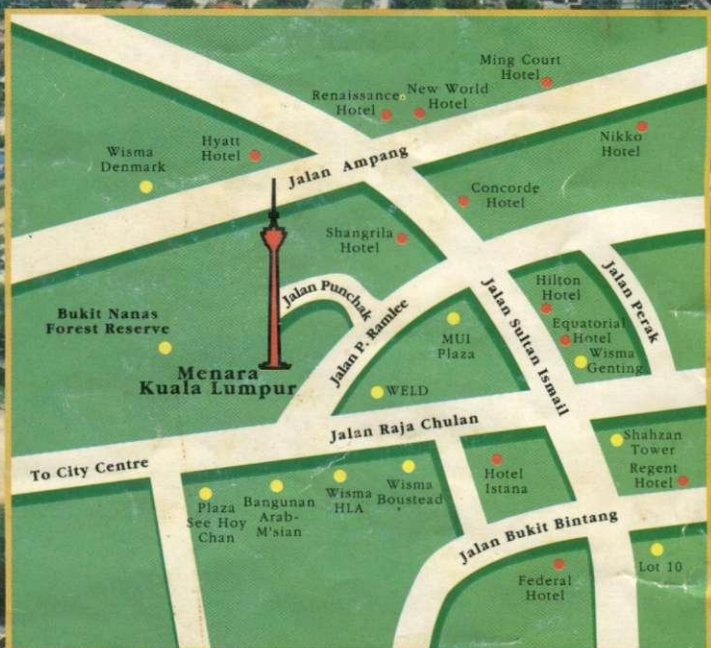 Ming Court
Hotel
Renaissance
Hotel
New World
Hotel
Nikko
Hotel
Wisma
Denmark
Hyatt
Hotel
Jalan Ampang
Concorde
Hotel
Shangrila
Hotel
Jalan Punchak
Jalan P. Ramlee
Jalan Sultan Ismail
Jalan Perak
Hilton
Hotel
Equatorial
Hotel
Wisma
Genting
Bukit Nanas
Forest Reserve
MUI
Plaza
Menara
Kuala Lumpur
WELD
Jalan Raja Chulan
To City Centre
Shahzan
Tower
Regent
Hotel
Hotel
Istana
Plaza
See Hoy
Chan
Bangunan
Arab-
M'sian
Wisma
HLA
Wisma
Boustead
Jalan Bukit Bintang
Lot 10
Federal
Hotel